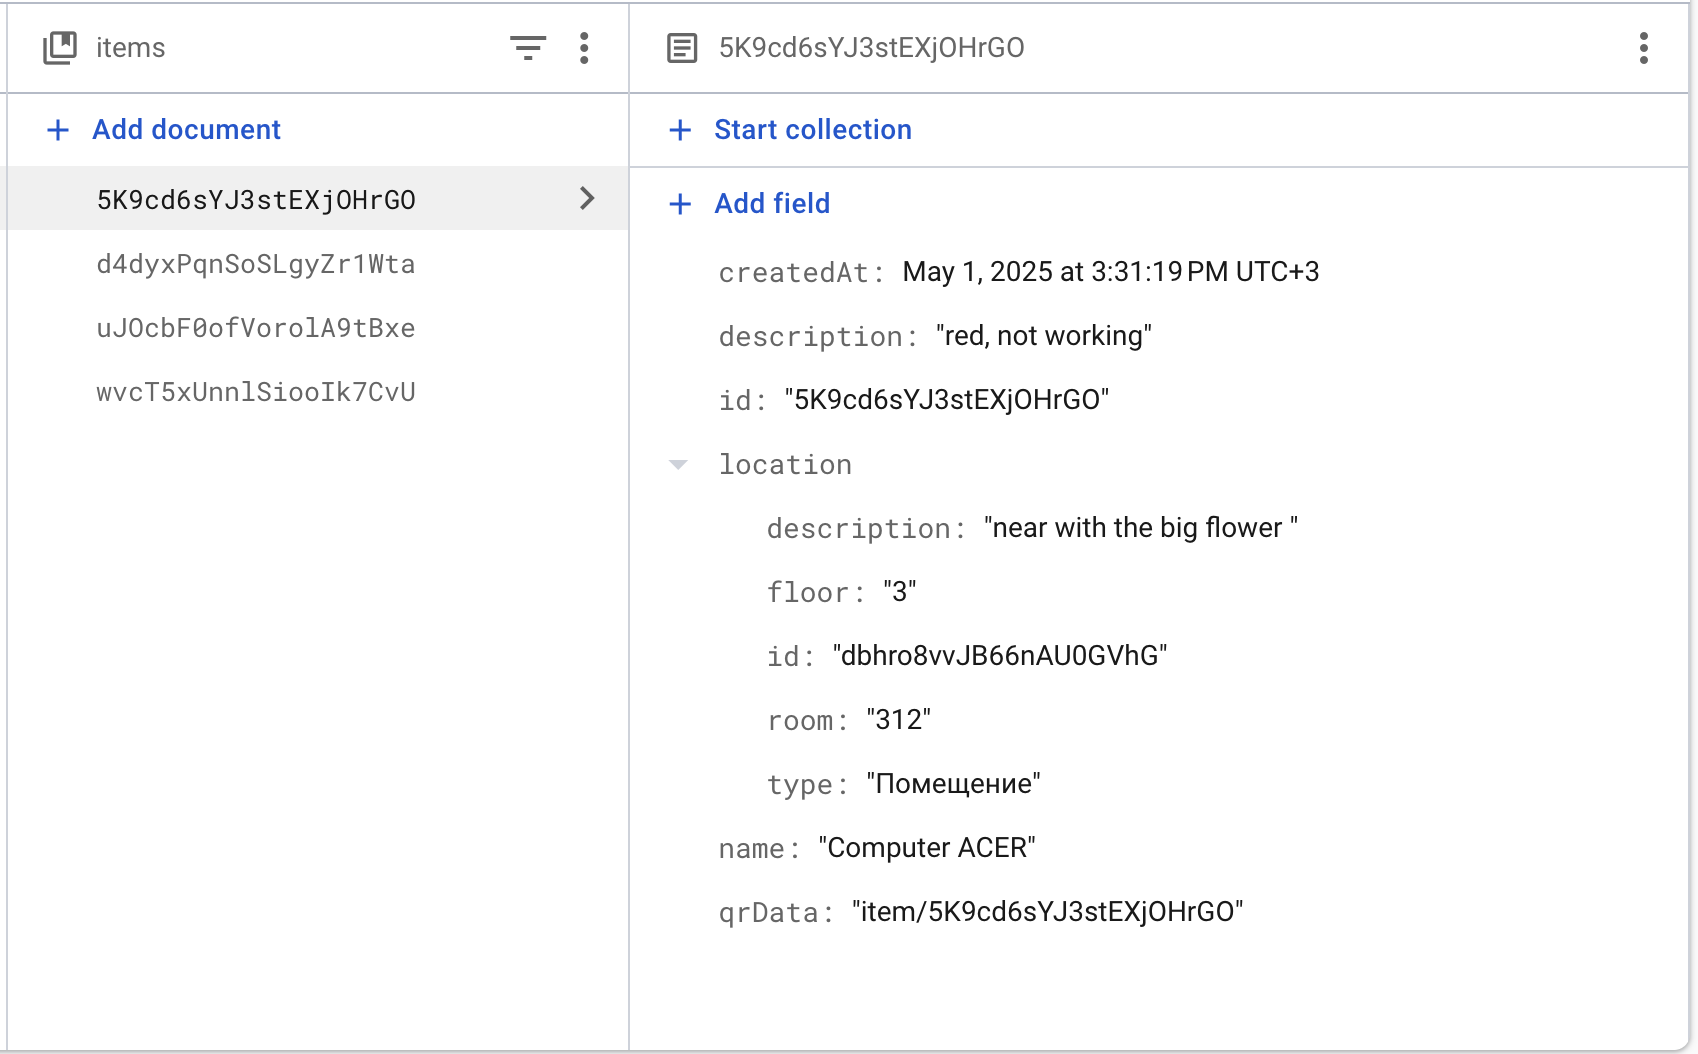 items
Add document
5K9cd6sYJ3stEXjOHrGO
d4dyxPqnSoSLgyZr1Wta
uJOcbF0ofVorolA9tBxe
wvcT5xUnnlSiooIk7CvU
5K9cd6sYJ3stEXjOHrGO
Start collection
Add field
createdAt: May 1, 2025 at 3:31:19 PM UTC+3
description: "red, not working"
id: "5K9cd6sYJ3stEXjOHrGO"
location
description: "near with the big flower "
floor: "3"
id: "dbhro8vvJB66nAU0GVhG"
room: "312"
type: "Помещение"
name: "Computer ACER"
qrData: "item/5K9cd6sYJ3stEXjOHrGO"